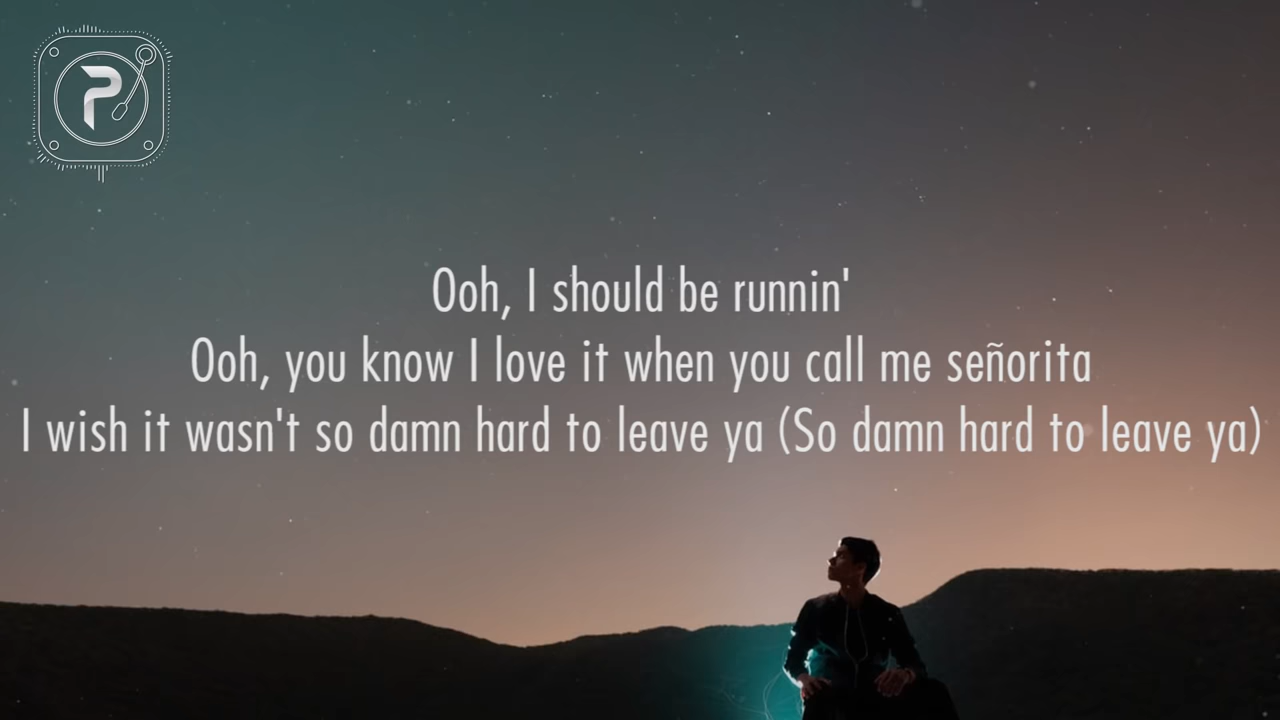 P
Ooh, I should be runnin'
Ooh, you know I love it when you call me señorita
I wish it wasn't so damn hard to leave ya (So damn hard to leave ya)